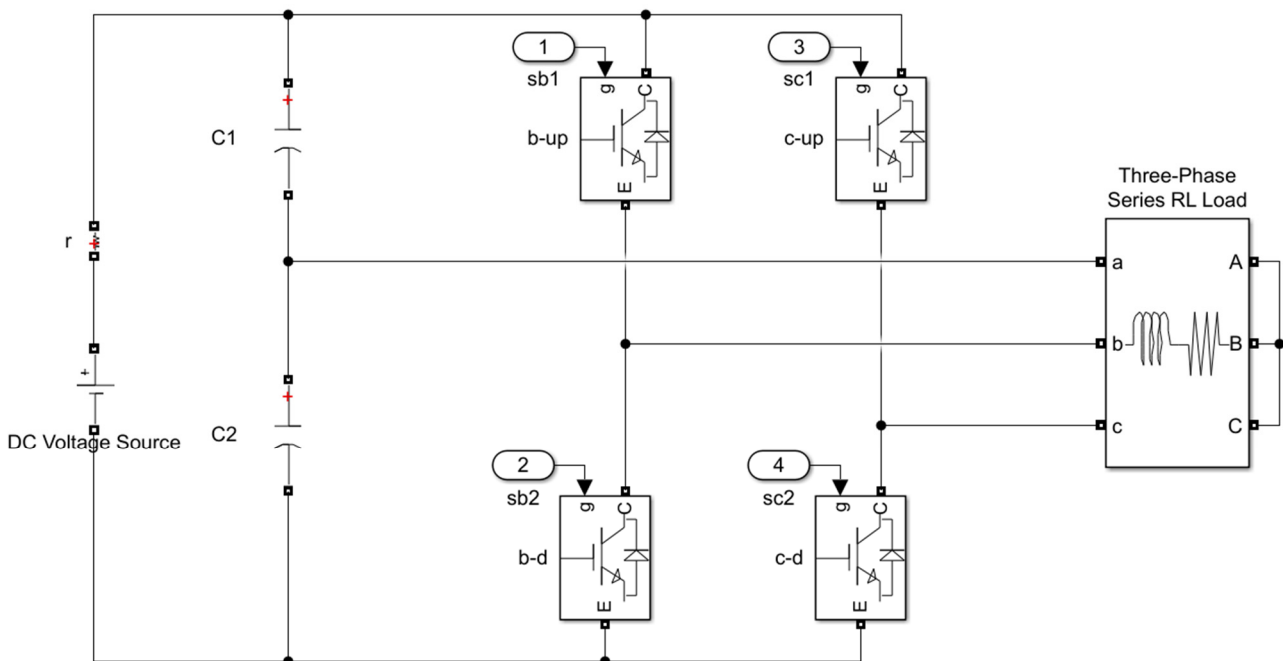 1
sb1
g
C
b-up
E
3
sc1
g
C
c-up
E
C1
+
r
+
+
DC Voltage Source
+
C2
Three-Phase
Series RL Load
a
A
b
B
c
C
2
sb2
g
C
b-d
E
4
sc2
g
C
c-d
E